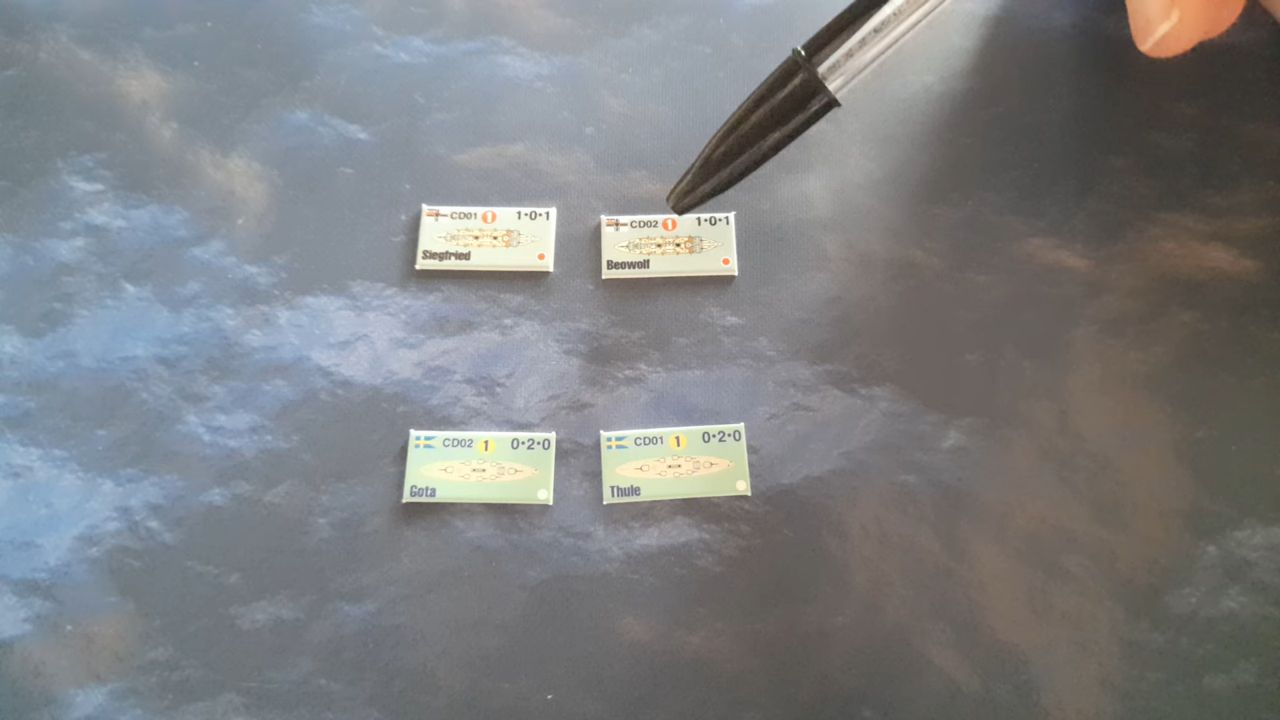 CD01 1 1•0•1
Siegfried
CD02 1 1•0•1
Beowolf
CD02 1 0•2•0
Gota
CD01 1 0•2•0
Thule